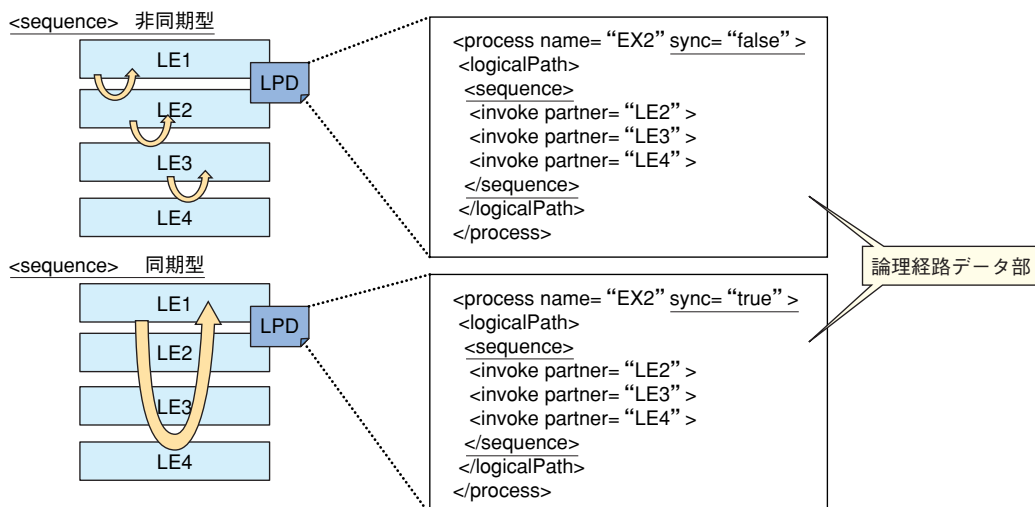 <sequence> 非同期型
LE1
LPD
LE2
LE3
LE4
<process name= “EX2” sync= “false” >
<logicalPath>
<sequence>
<invoke partner= “LE2” >
<invoke partner= “LE3” >
<invoke partner= “LE4” >
</sequence>
</logicalPath>
</process>
論理経路データ部
<sequence> 同期型
LE1
LPD
LE2
LE3
LE4
<process name= “EX2” sync= “true” >
<logicalPath>
<sequence>
<invoke partner= “LE2” >
<invoke partner= “LE3” >
<invoke partner= “LE4” >
</sequence>
</logicalPath>
</process>